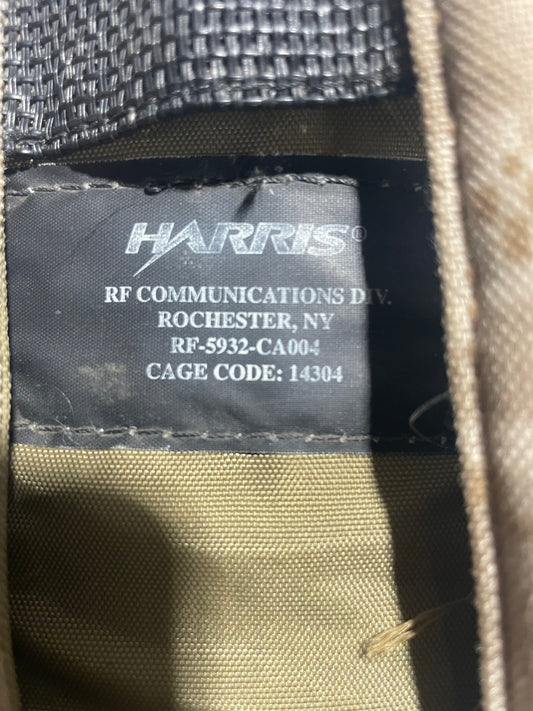 HARRIS®
RF COMMUNICATIONS DIV.
ROCHESTER, NY
RF-5932-CA004
CAGE CODE: 14304